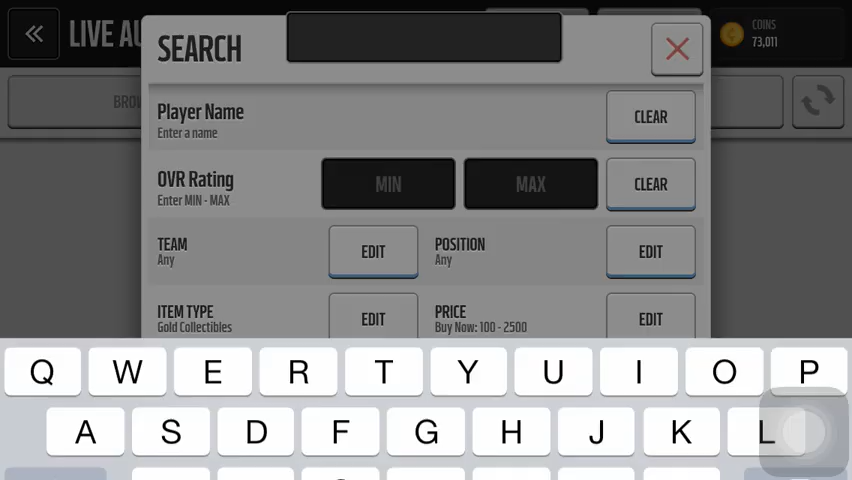 LIVE AU
SEARCH
COINS
73,011
BROW
Player Name
Enter a name
CLEAR
OVR Rating
Enter MIN - MAX
MIN
MAX
CLEAR
TEAM
Any
EDIT
POSITION
Any
EDIT
ITEM TYPE
Gold Collectibles
EDIT
PRICE
Buy Now: 100 - 2500
EDIT
Q W E R T Y U I O P
A S D F G H J K L